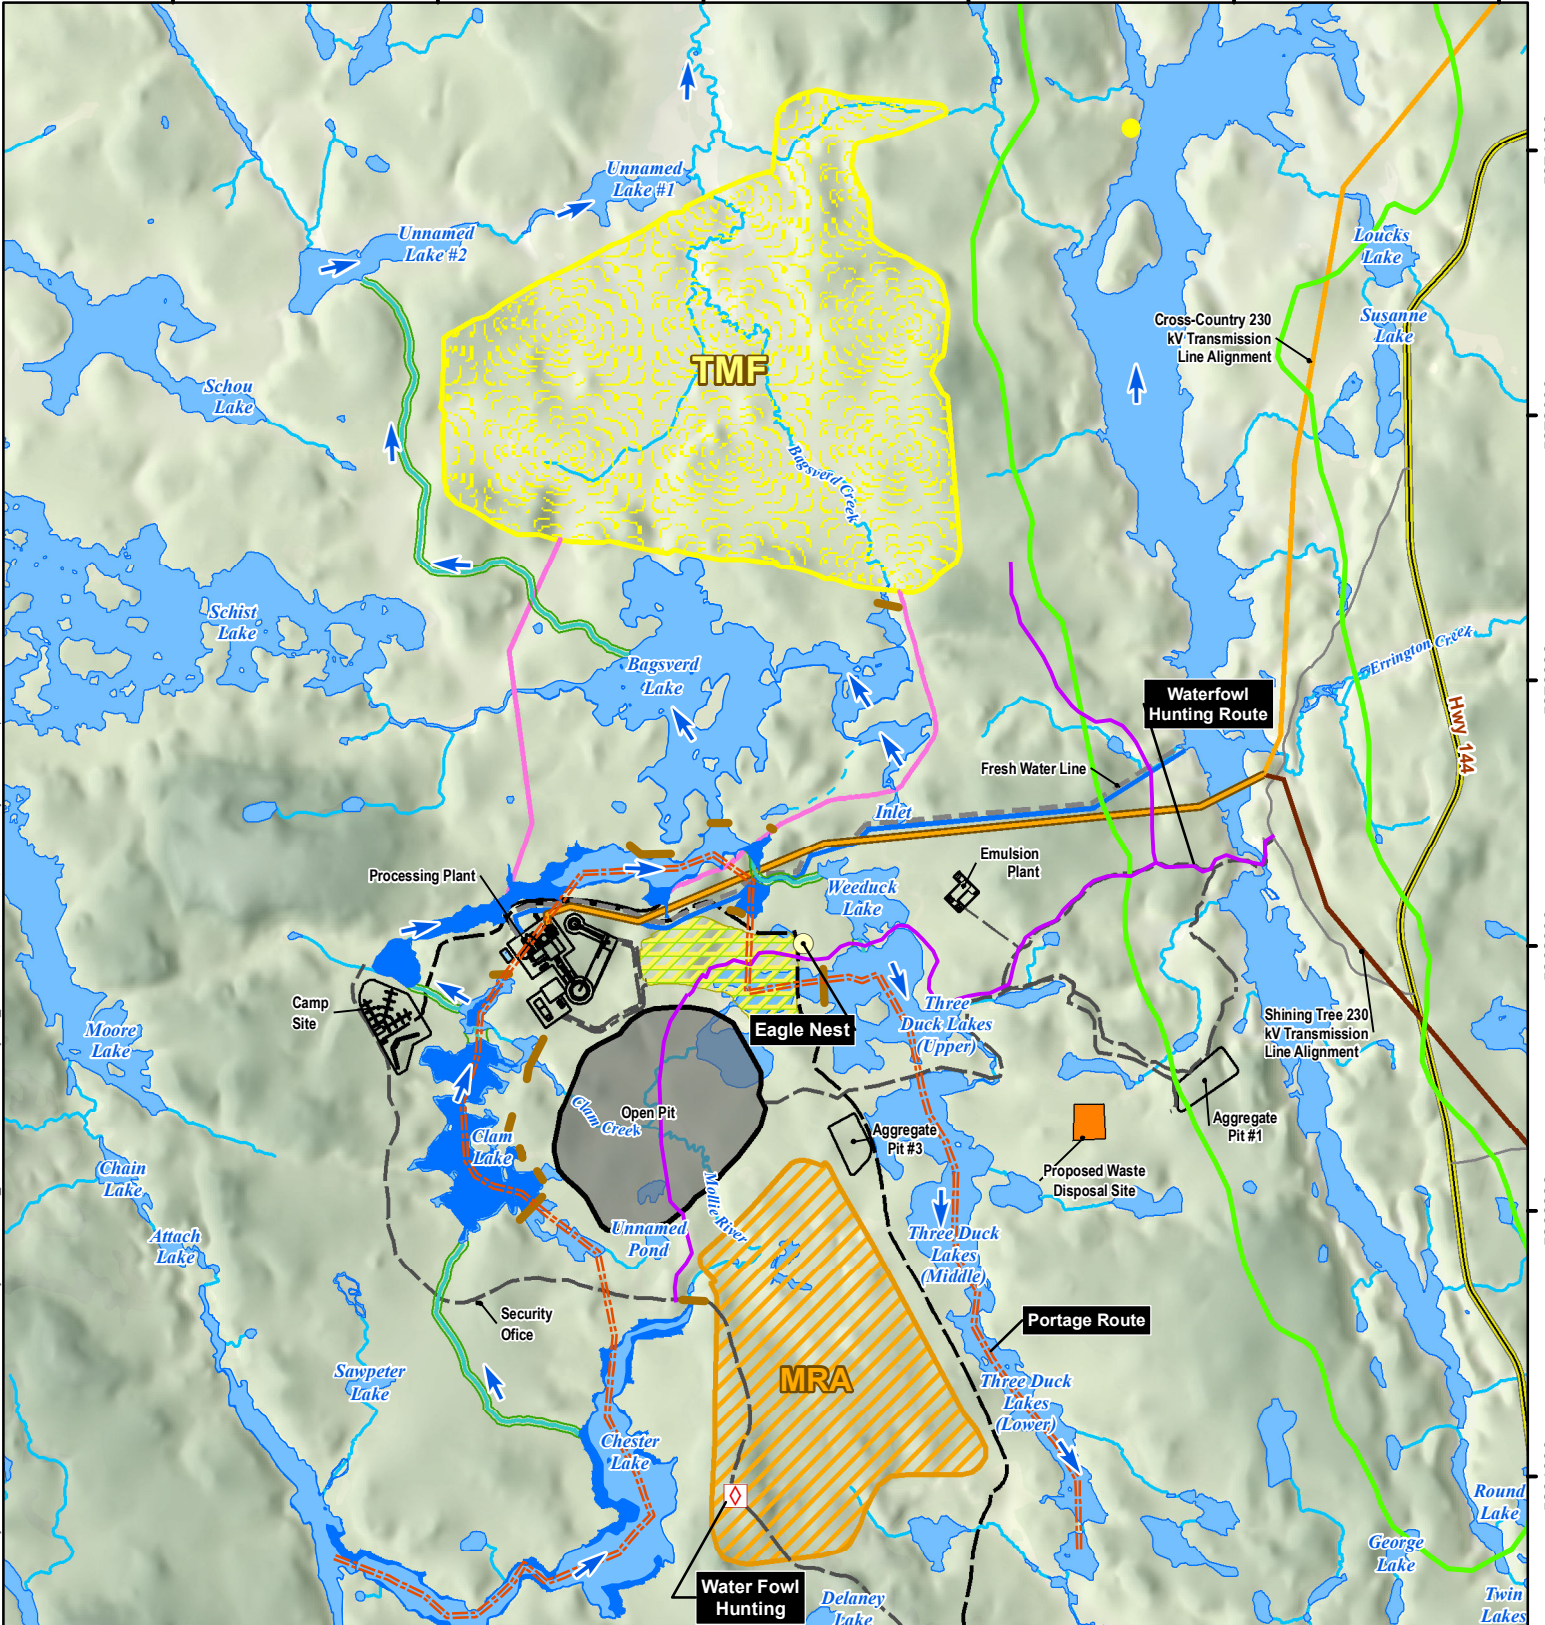 Unnamed
Lake #1
Unnamed
Lake #2
Loucks
Lake
Cross-Country 230
kV Transmission
Line Alignment
Susanne
Lake
TMF
Schou
Lake
Bagsverd Creek
Schist
Lake
Errington Creek
Bagsverd
Lake
Waterfowl
Hunting Route
Hwy 144
Fresh Water Line
Inlet
Emulsion
Plant
Processing Plant
Weeduck
Lake
Camp
Site
Three
Duck Lakes
(Upper)
Eagle Nest
Shining Tree 230
kV Transmission
Line Alignment
Moore
Lake
Open Pit
Clam Creek
Clam
Lake
Aggregate
Pit #3
Aggregate
Pit #1
Chain
Lake
Proposed Waste
Disposal Site
Mollie River
Unnamed
Pond
Attach
Lake
Three Duck
Lakes
(Middle)
Security
Ofice
Portage Route
Sawpeter
Lake
MRA
Three Duck
Lakes
(Lower)
Chester
Lake
Round
Lake
George
Lake
Water Fowl
Hunting
Delaney
Lake
Twin
Lakes